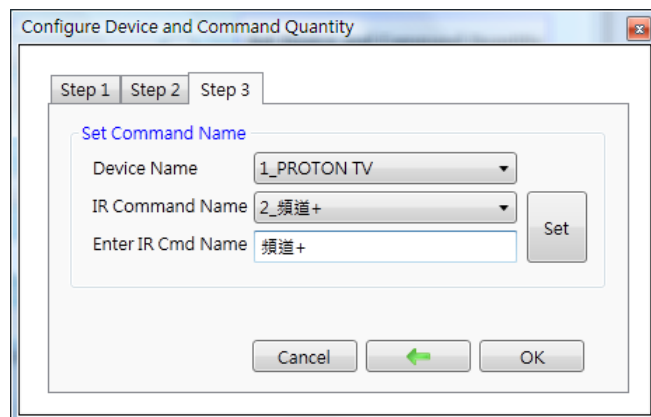 Configure Device and Command Quantity
Step 1 Step 2 Step 3
Set Command Name
Device Name 1_PROTON TV
IR Command Name 2_頻道+
Enter IR Cmd Name 頻道+
Set
Cancel OK